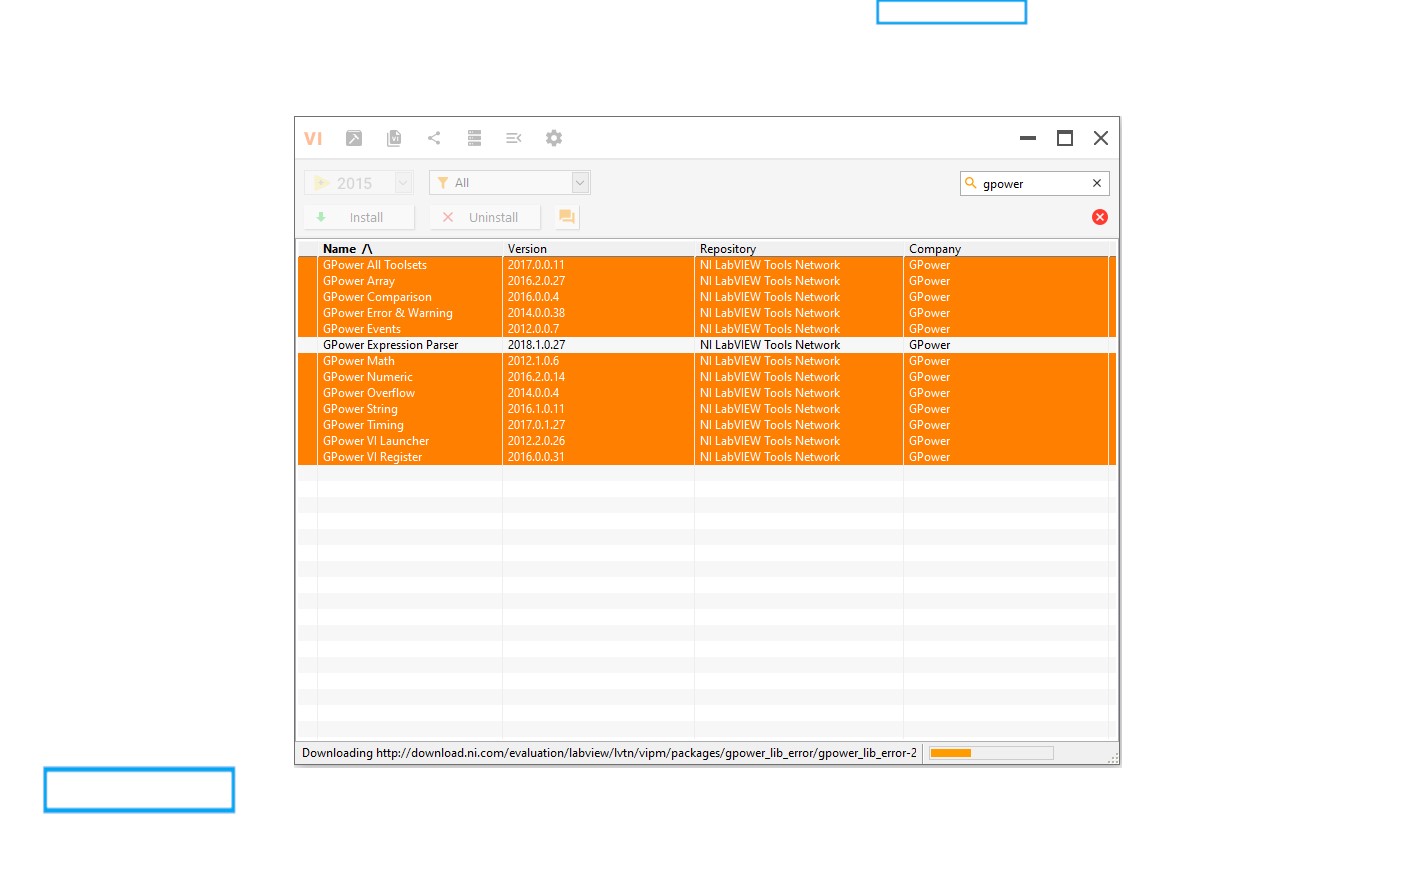 VI
2015
All
gpower
Install
Uninstall
Name /\ Version Repository Company
GPower All Toolsets 2017.0.0.11 NI LabVIEW Tools Network GPower
GPower Array 2016.2.0.27 NI LabVIEW Tools Network GPower
GPower Comparison 2016.0.0.4 NI LabVIEW Tools Network GPower
GPower Error & Warning 2014.0.0.38 NI LabVIEW Tools Network GPower
GPower Events 2012.0.0.7 NI LabVIEW Tools Network GPower
GPower Expression Parser 2018.1.0.27 NI LabVIEW Tools Network GPower
GPower Math 2012.1.0.6 NI LabVIEW Tools Network GPower
GPower Numeric 2016.2.0.14 NI LabVIEW Tools Network GPower
GPower Overflow 2014.0.0.4 NI LabVIEW Tools Network GPower
GPower String 2016.1.0.11 NI LabVIEW Tools Network GPower
GPower Timing 2017.0.1.27 NI LabVIEW Tools Network GPower
GPower VI Launcher 2012.2.0.26 NI LabVIEW Tools Network GPower
GPower VI Register 2016.0.0.31 NI LabVIEW Tools Network GPower
Downloading http://download.ni.com/evaluation/labview/lvtn/vipm/packages/gpower_lib_error/gpower_lib_error-2